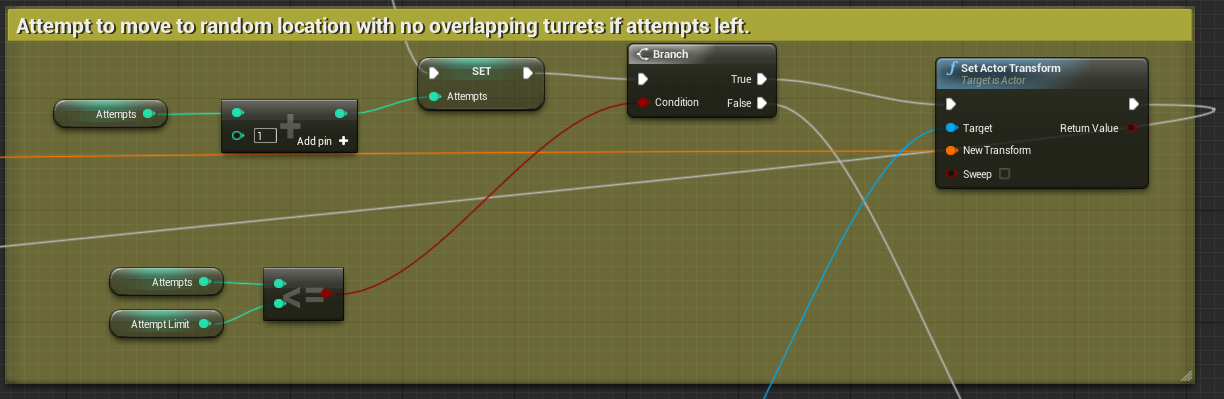 Attempt to move to random location with no overlapping turrets if attempts left.
SET
Attempts
Attempts
1
Add pin +
Branch
True
Condition
False
f Set Actor Transform
Target is Actor
Target
Return Value
New Transform
Sweep
Attempts
Attempt Limit
<=